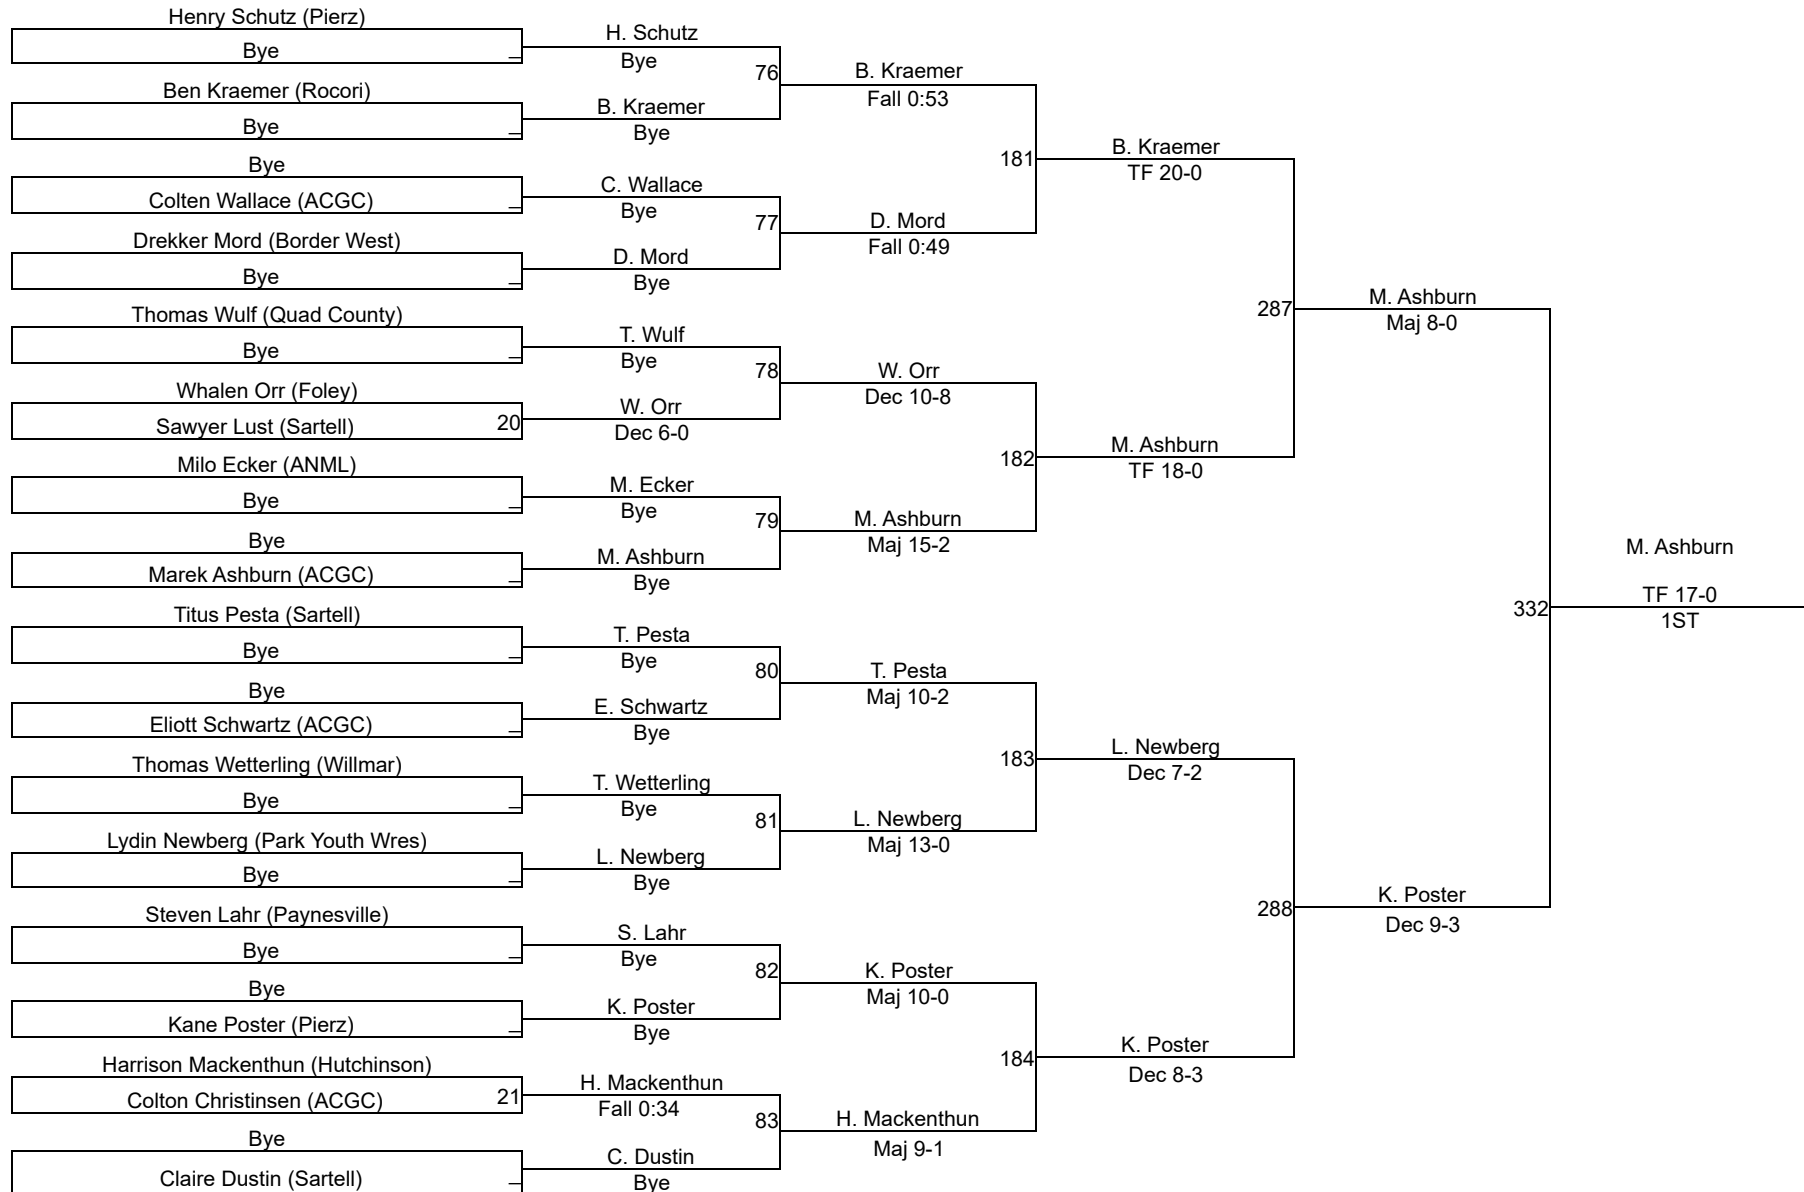 Henry Schutz (Pierz)
Bye
_
Ben Kraemer (Rocori)
Bye
_
Bye
Colten Wallace (ACGC)
_
Drekker Mord (Border West)
Bye
_
Thomas Wulf (Quad County)
Bye
_
Whalen Orr (Foley)
Sawyer Lust (Sartell)
20
Milo Ecker (ANML)
Bye
_
Bye
Marek Ashburn (ACGC)
_
Titus Pesta (Sartell)
Bye
_
Bye
Eliott Schwartz (ACGC)
_
Thomas Wetterling (Willmar)
Bye
_
Lydin Newberg (Park Youth Wres)
Bye
_
Steven Lahr (Paynesville)
Bye
_
Bye
Kane Poster (Pierz)
_
Harrison Mackenthun (Hutchinson)
Colton Christinsen (ACGC)
21
Bye
Claire Dustin (Sartell)
_
H. Schutz
Bye
76
B. Kraemer
Bye
C. Wallace
Bye
77
D. Mord
Bye
T. Wulf
Bye
78
W. Orr
Dec 6-0
M. Ecker
Bye
79
M. Ashburn
Bye
T. Pesta
Bye
80
E. Schwartz
Bye
T. Wetterling
Bye
81
L. Newberg
Bye
S. Lahr
Bye
82
K. Poster
Bye
H. Mackenthun
Fall 0:34
83
C. Dustin
Bye
B. Kraemer
Fall 0:53
181
D. Mord
Fall 0:49
W. Orr
Dec 10-8
182
M. Ashburn
Maj 15-2
T. Pesta
Maj 10-2
183
L. Newberg
Maj 13-0
K. Poster
Maj 10-0
184
H. Mackenthun
Maj 9-1
B. Kraemer
TF 20-0
287
M. Ashburn
TF 18-0
L. Newberg
Dec 7-2
288
K. Poster
Dec 8-3
M. Ashburn
Maj 8-0
332
K. Poster
Dec 9-3
M. Ashburn
TF 17-0
1ST